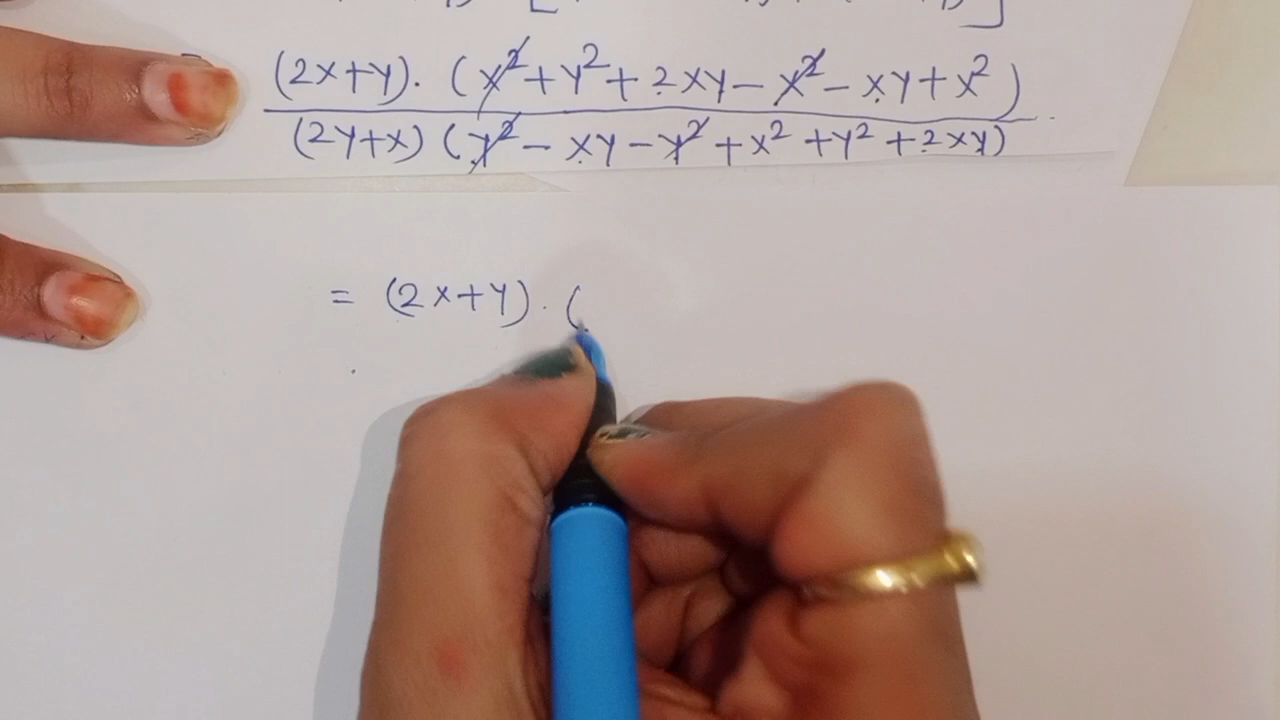 (2x+y). (x²+y²+2xy-x²-xy+x²)
(2y+x) (y²-xy-y²+x²+y²+2xy)
= (2x+y). (